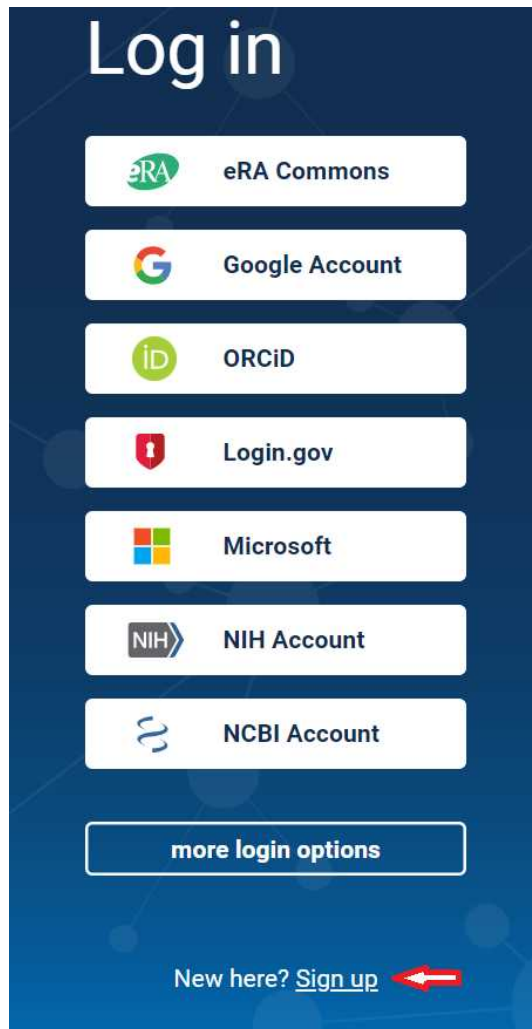 Log in
eRA eRA Commons
Google Account
iD ORCiD
Login.gov
Microsoft
NIH NIH Account
NCBI Account
more login options
New here? Sign up